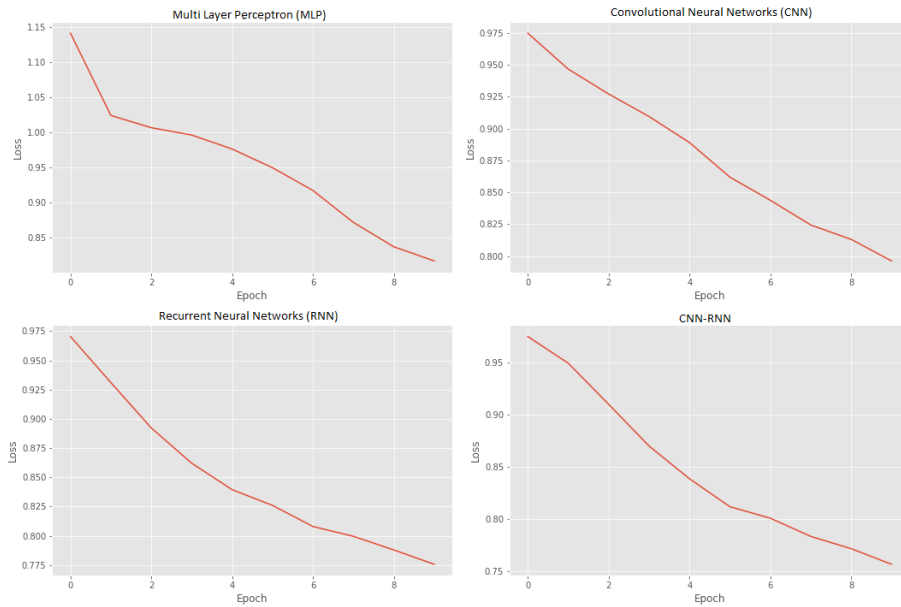 Multi Layer Perceptron (MLP)
1.15
1.10
1.05
1.00
0.95
0.90
0.85
Loss
0 2 4 6 8
Epoch
Convolutional Neural Networks (CNN)
0.975
0.950
0.925
0.900
0.875
0.850
0.825
0.800
Loss
0 2 4 6 8
Epoch
Recurrent Neural Networks (RNN)
0.975
0.950
0.925
0.900
0.875
0.850
0.825
0.800
0.775
Loss
0 2 4 6 8
Epoch
CNN-RNN
0.95
0.90
0.85
0.80
0.75
Loss
0 2 4 6 8
Epoch